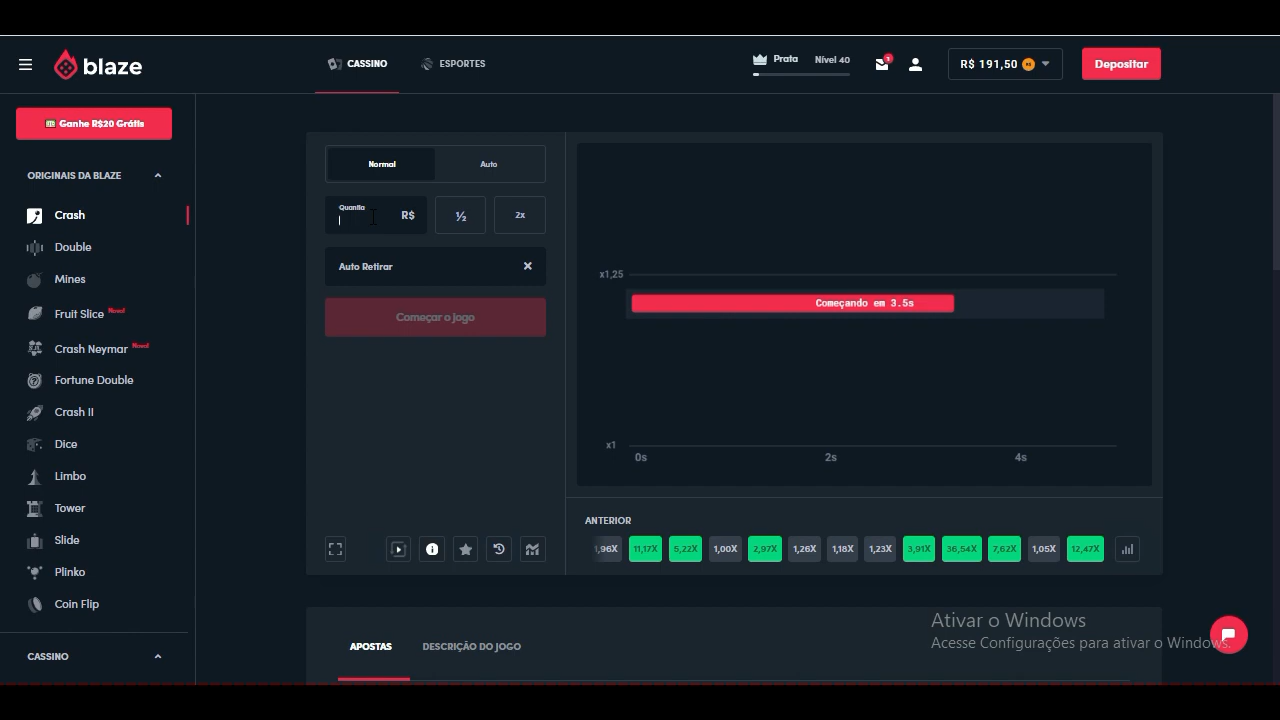 blaze
CASSINO
ESPORTES
Prata Nível 40
1
R$ 191,50
Depositar
Ganhe R$20 Grátis
ORIGINAIS DA BLAZE
Crash
Double
Mines
Fruit Slice Novo!
Crash Neymar Novo!
Fortune Double
Crash II
Dice
Limbo
Tower
Slide
Plinko
Coin Flip
CASSINO
Normal
Auto
Quantia
R$
½
2x
Auto Retirar
Começar o jogo
x1,25
Começando em 3.5s
x1
0s 2s 4s
ANTERIOR
1,96X 11,17X 5,22X 1,00X 2,97X 1,26X 1,18X 1,23X 3,91X 36,54X 7,62X 1,05X 12,47X
APOSTAS
DESCRIÇÃO DO JOGO
Ativar o Windows
Acesse Configurações para ativar o Windows.